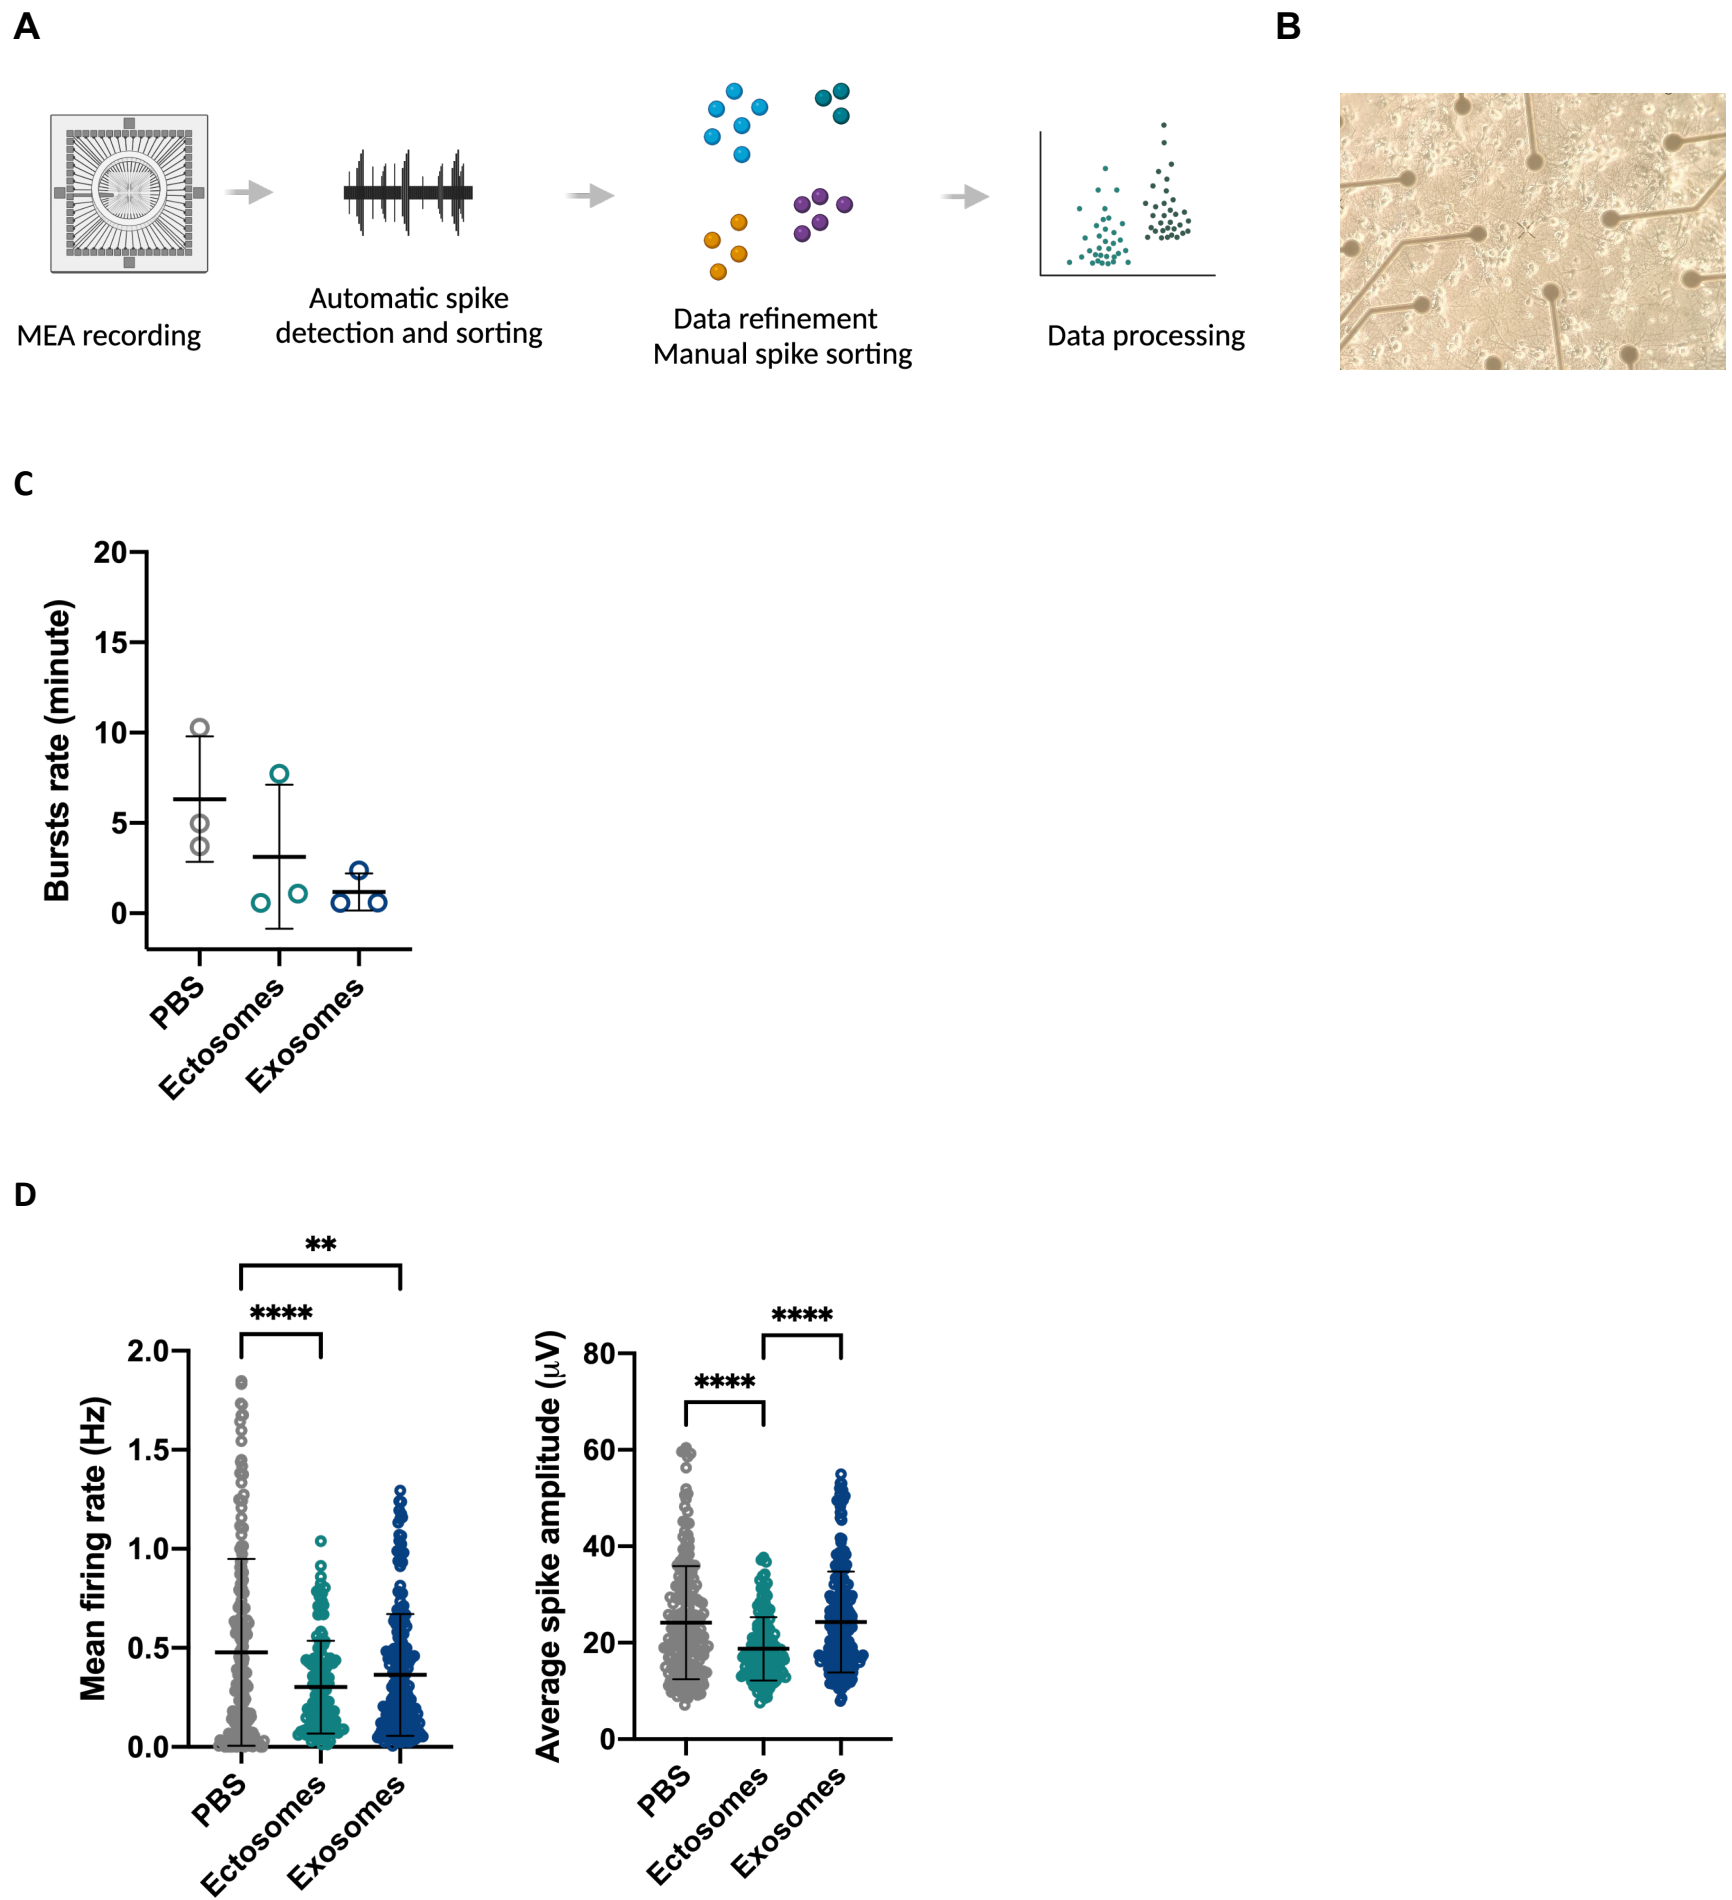 A
B
MEA recording
Automatic spike
detection and sorting
Data refinement
Manual spike sorting
Data processing
C
Bursts rate (minute)
20
15
10
5
0
PBS
Ectosomes
Exosomes
D
**
****
Mean firing rate (Hz)
2.0
1.5
1.0
0.5
0.0
PBS
Ectosomes
Exosomes
****
****
Average spike amplitude (μV)
80
60
40
20
0
PBS
Ectosomes
Exosomes